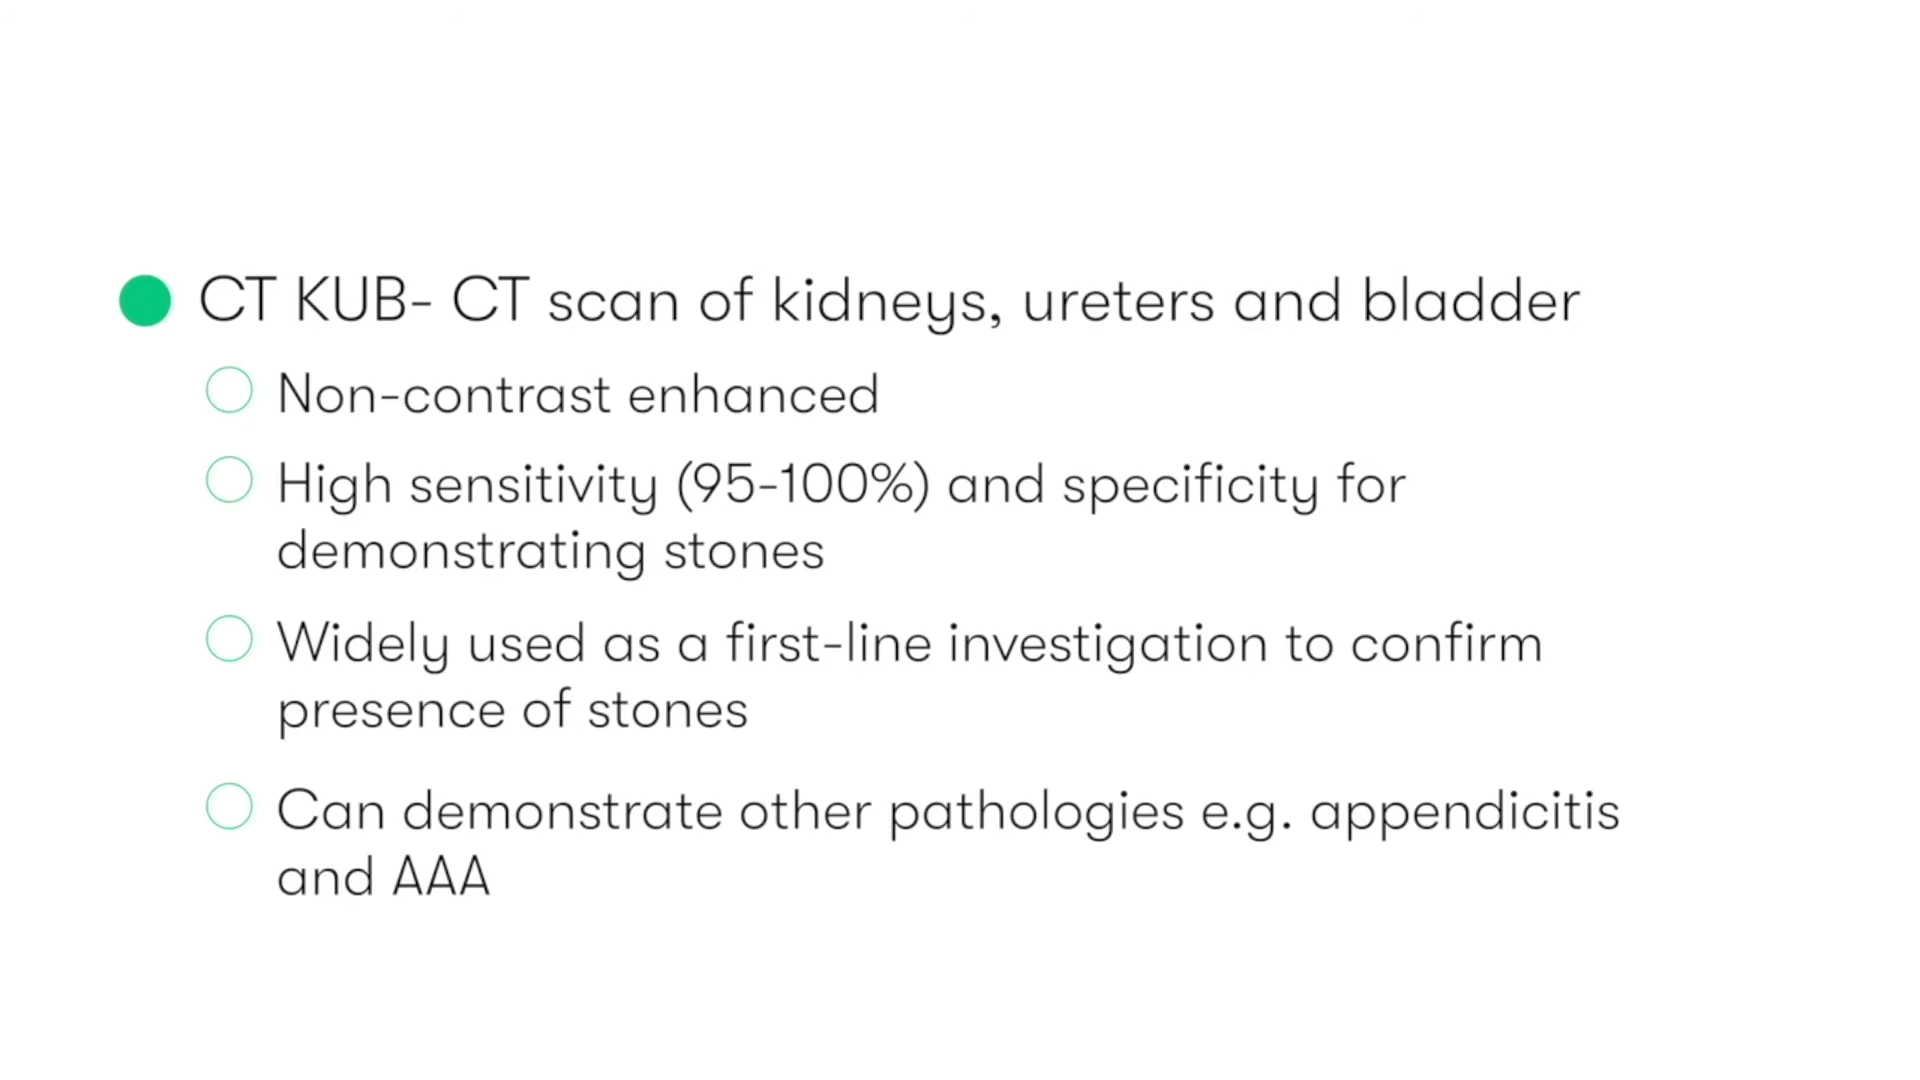 CT KUB- CT scan of kidneys, ureters and bladder
Non-contrast enhanced
High sensitivity (95-100%) and specificity for
demonstrating stones
Widely used as a first-line investigation to confirm
presence of stones
Can demonstrate other pathologies e.g. appendicitis
and AAA